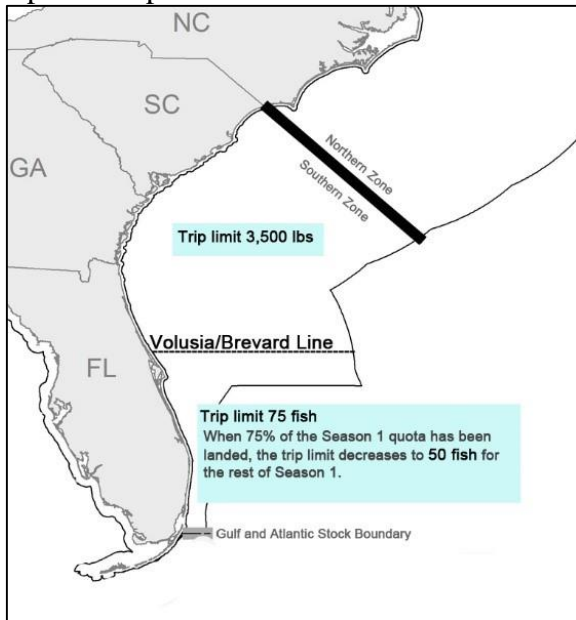 NC
SC
GA
Northern Zone
Southern Zone
Trip limit 3,500 lbs
Volusia/Brevard Line
FL
Trip limit 75 fish
When 75% of the Season 1 quota has been
landed, the trip limit decreases to 50 fish for
the rest of Season 1.
Gulf and Atlantic Stock Boundary